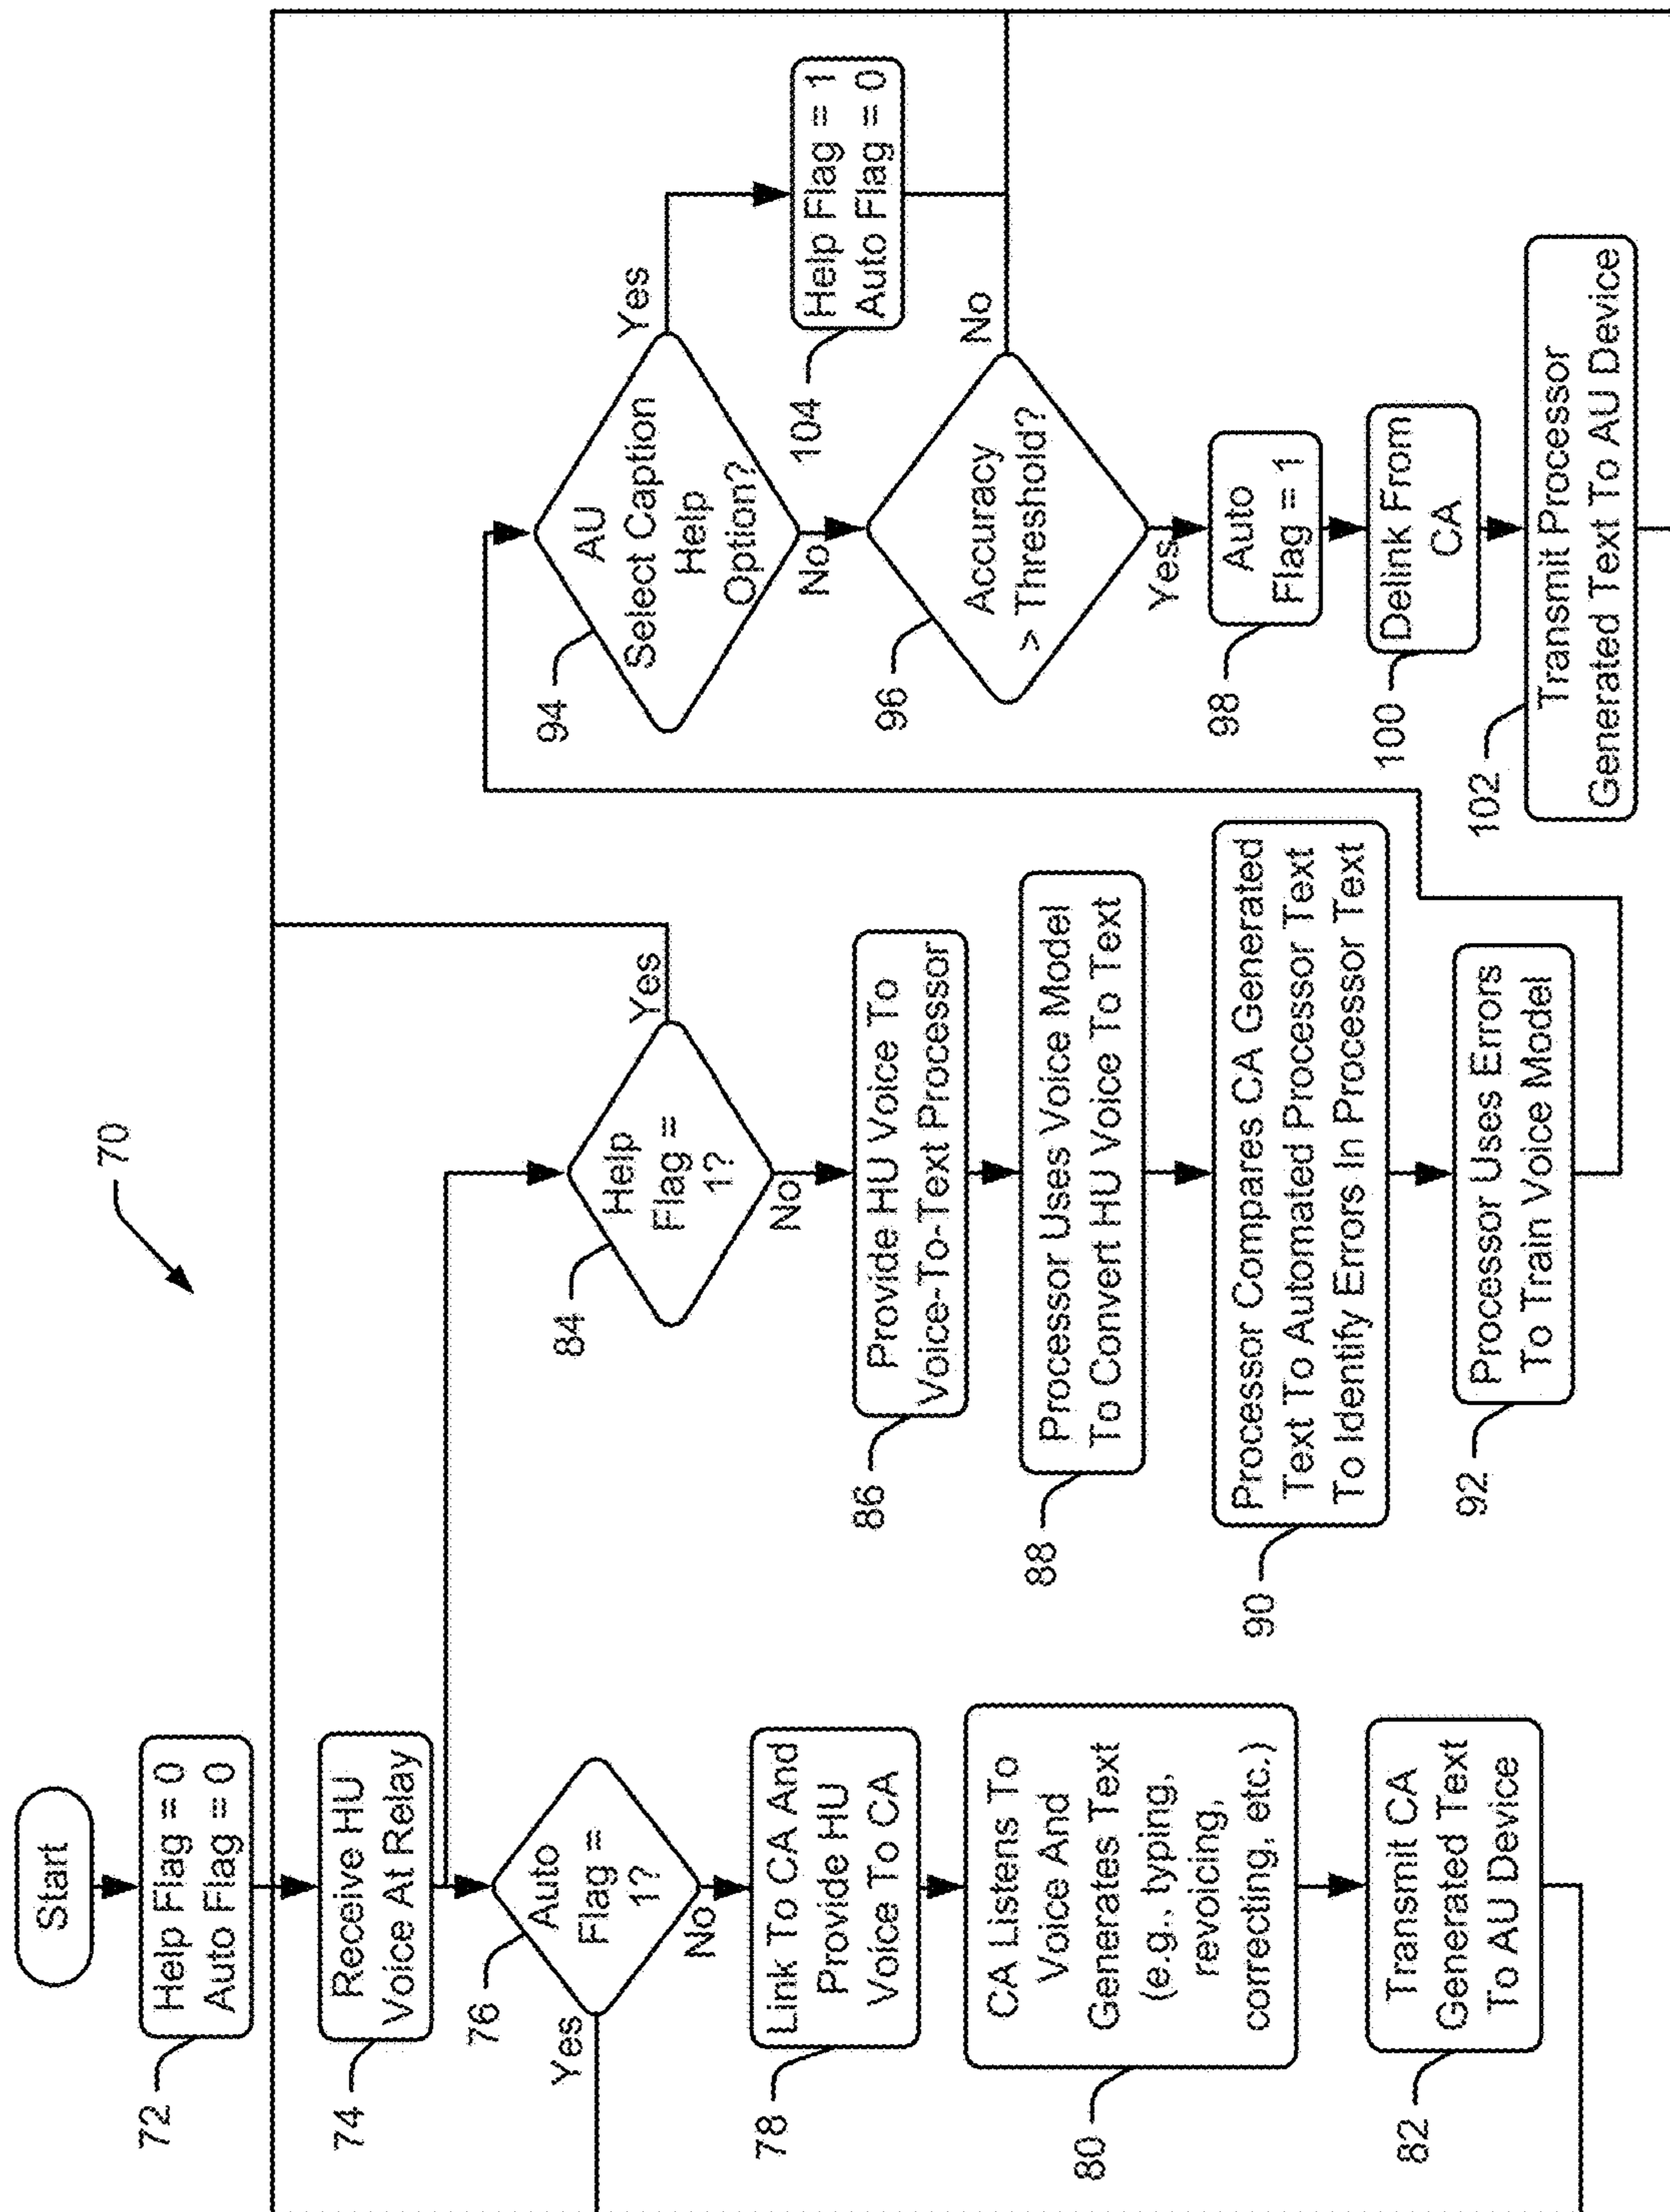 70
Start
72
Help Flag = 0
Auto Flag = 0
74
Receive HU
Voice At Relay
76
Auto
Flag =
1?
Yes
No
78
Link To CA And
Provide HU
Voice To CA
80
CA Listens To
Voice And
Generates Text
(e.g., typing,
revoicing,
correcting, etc.)
82
Transmit CA
Generated Text
To AU Device
84
Help
Flag =
1?
Yes
No
86
Provide HU Voice To
Voice-To-Text Processor
88
Processor Uses Voice Model
To Convert HU Voice To Text
90
Processor Compares CA Generated
Text To Automated Processor Text
To Identify Errors In Processor Text
92
Processor Uses Errors
To Train Voice Model
94
AU
Select Caption
Help
Option?
Yes
No
104
Help Flag = 1
Auto Flag = 0
96
Accuracy
> Threshold?
No
Yes
98
Auto
Flag = 1
100
Delink From
CA
102
Transmit Processor
Generated Text To AU Device